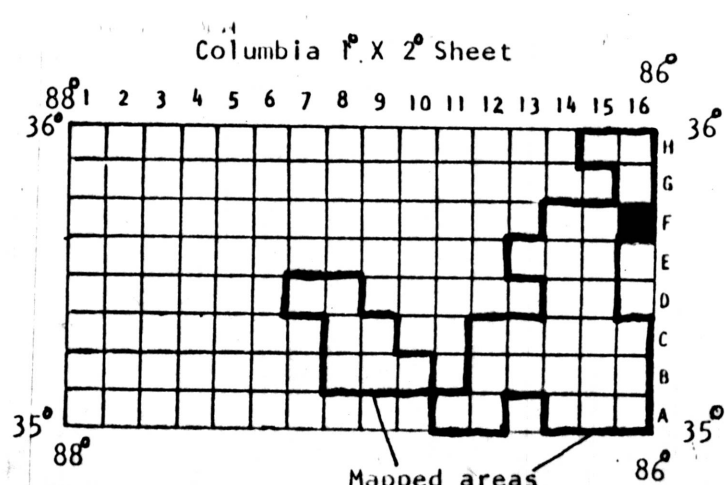 Columbia 1° X 2° Sheet
86°
88° 1 2 3 4 5 6 7 8 9 10 11 12 13 14 15 16
36° 36°
H
G
F
E
D
C
B
A
35° 35°
88° 86°
Mapped areas